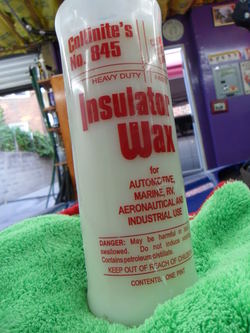 Collinite's
No. 845
HEAVY DUTY
Insulator
Wax
for
AUTOMOTIVE,
MARINE, RV,
AERONAUTICAL AND
INDUSTRIAL USE
DANGER: May be harmful if
swallowed. Do not induce
Contains petroleum distillate.
KEEP OUT OF REACH OF CHILDREN
CONTENTS: ONE PINT